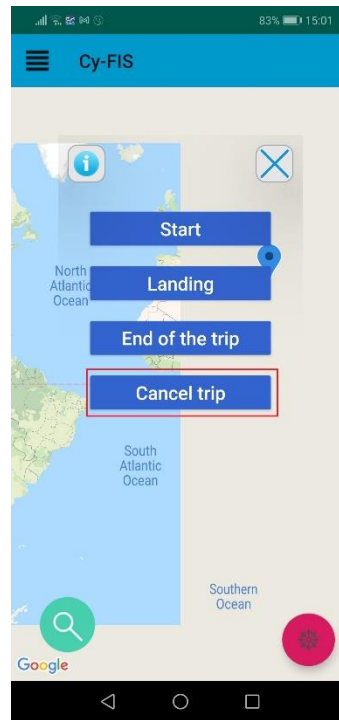 83% 15:01
Cy-FIS
Start
North
Atlantic
Ocean
Landing
End of the trip
Cancel trip
South
Atlantic
Ocean
Southern
Ocean
Google